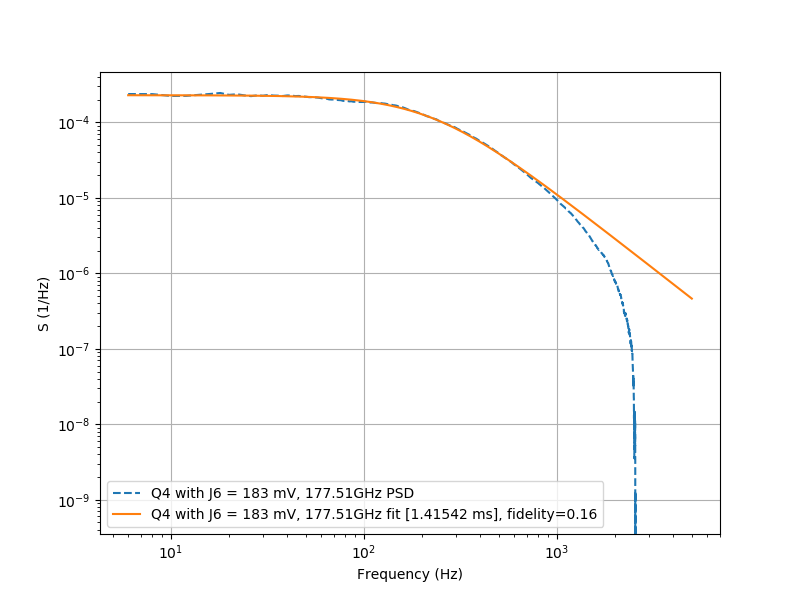 10⁻⁴
10⁻⁵
10⁻⁶
10⁻⁷
10⁻⁸
10⁻⁹
S (1/Hz)
Q4 with J6 = 183 mV, 177.51GHz PSD
Q4 with J6 = 183 mV, 177.51GHz fit [1.41542 ms], fidelity=0.16
10¹ 10² 10³
Frequency (Hz)